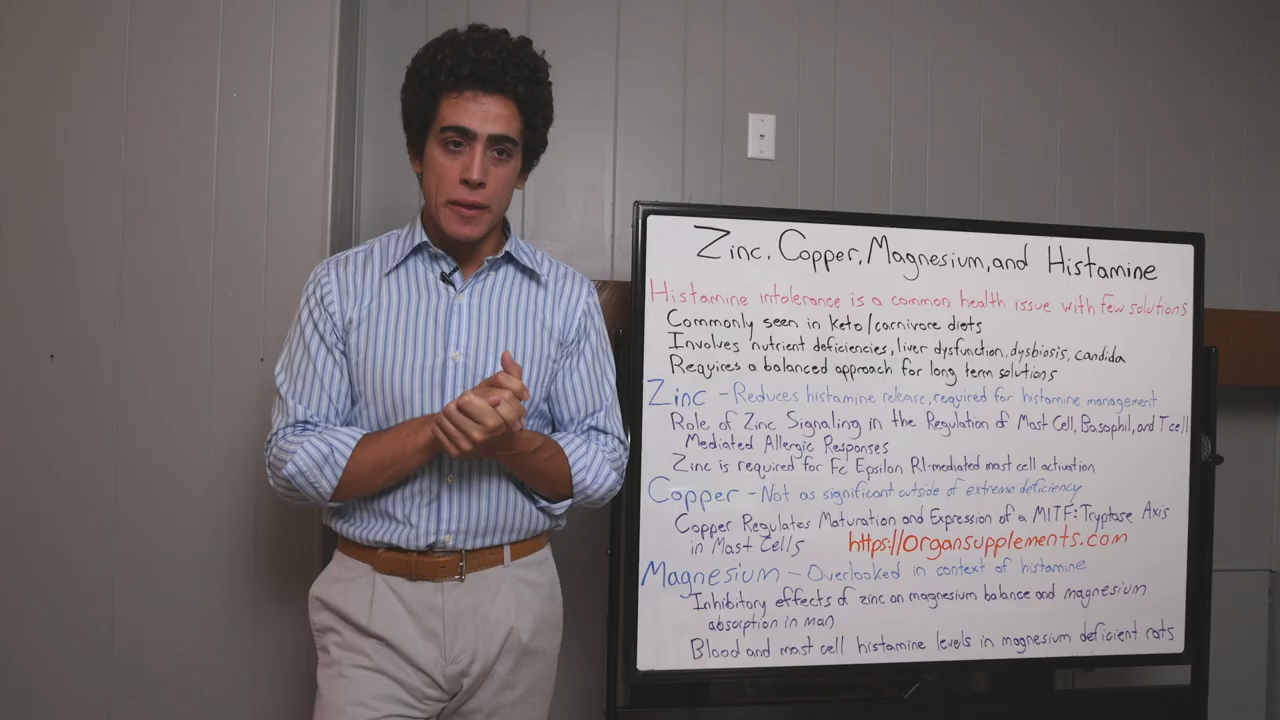 Zinc, Copper, Magnesium, and Histamine
Histamine intolerance is a common health issue with few solutions
Commonly seen in keto/carnivore diets
Involves nutrient deficiencies, liver dysfunction, dysbiosis, candida
Requires a balanced approach for long term solutions
Zinc - Reduces histamine release, required for histamine management
Role of Zinc Signaling in the Regulation of Mast Cell, Basophil, and T cell
Mediated Allergic Responses
Zinc is required for Fc Epsilon RI-mediated mast cell activation
Copper - Not as significant outside of extreme deficiency
Copper Regulates Maturation and Expression of a MITF: Tryptase Axis
in Mast Cells
https://Organsupplements.com
Magnesium - Overlooked in context of histamine
Inhibitory effects of zinc on magnesium balance and magnesium
absorption in man
Blood and mast cell histamine levels in magnesium deficient rats